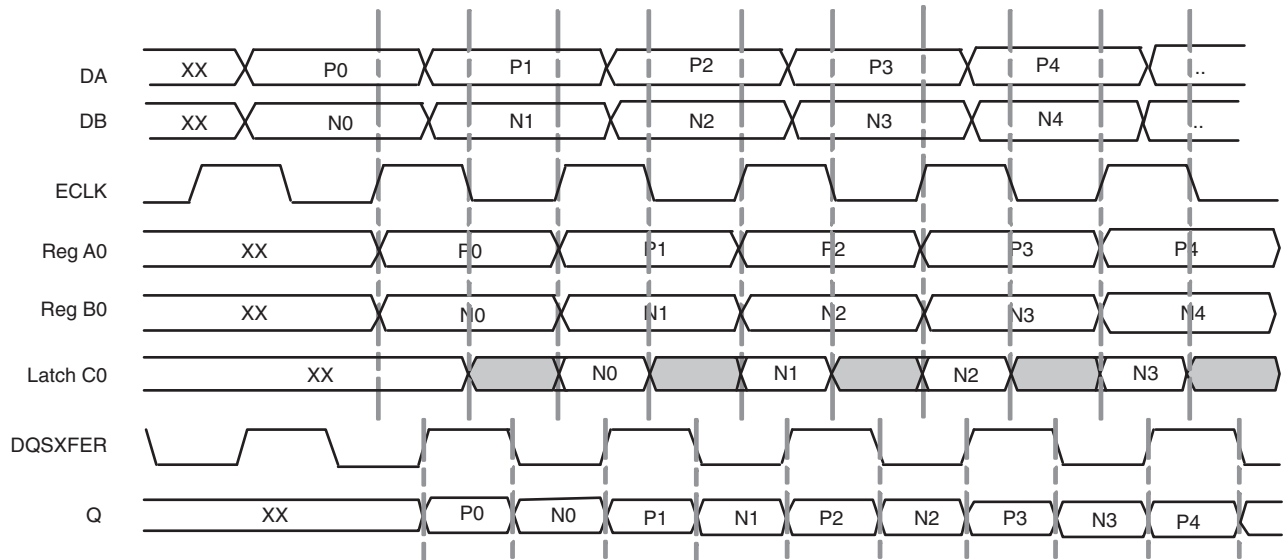 DA XX P0 P1 P2 P3 P4 ..
DB XX N0 N1 N2 N3 N4 ..
ECLK
Reg A0 XX P0 P1 P2 P3 P4
Reg B0 XX N0 N1 N2 N3 N4
Latch C0 XX N0 N1 N2 N3
DQSXFER
Q XX P0 N0 P1 N1 P2 N2 P3 N3 P4